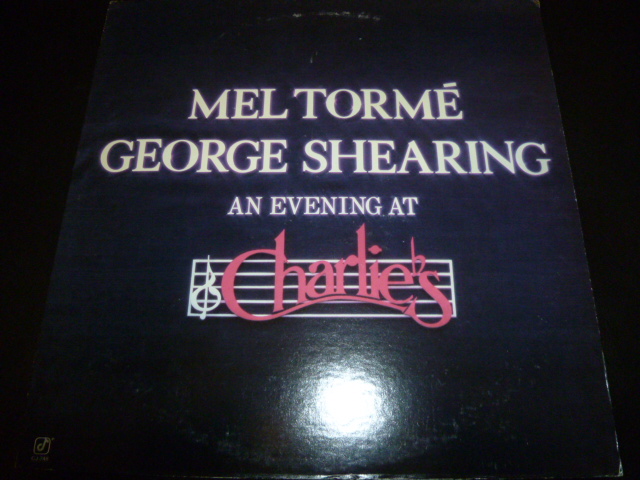 MEL TORMÉ
GEORGE SHEARING
AN EVENING AT
Charlie's